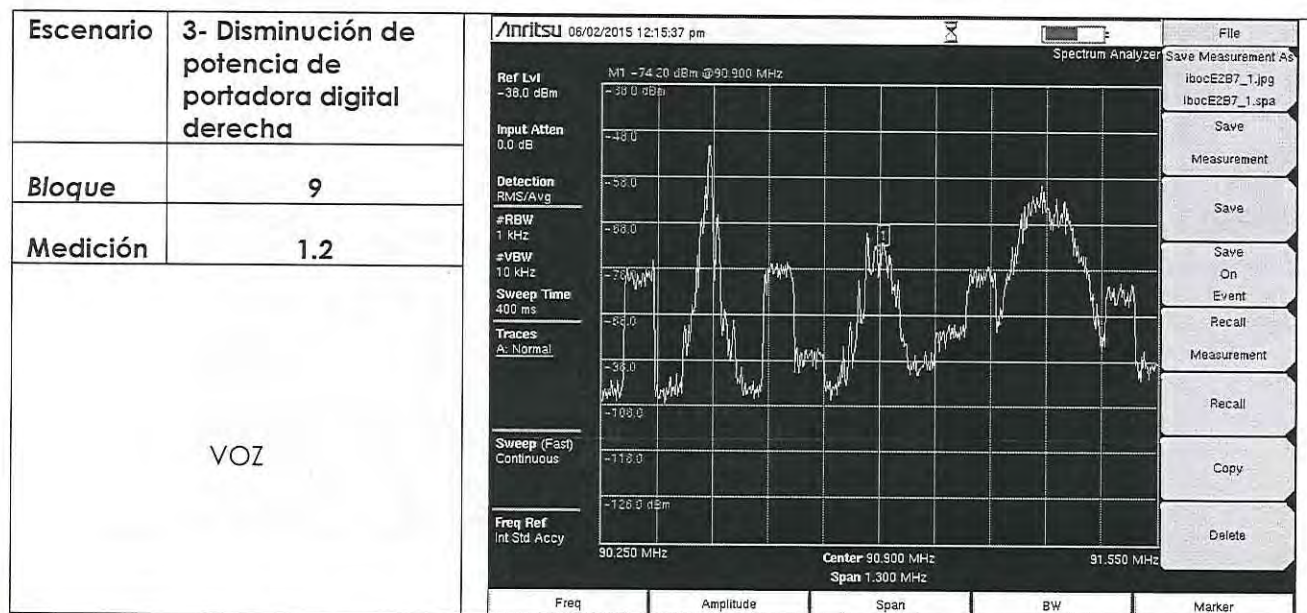 Escenario
3- Disminución de
potencia de
portadora digital
derecha
Bloque
9
Medición
1.2
VOZ
Anritsu 06/02/2015 12:15:37 pm
Spectrum Analyzer
Ref Lvl
-38.0 dBm
Input Atten
0.0 dB
Detection
RMS/Avg
#RBW
1 kHz
#VBW
10 kHz
Sweep Time
400 ms
Traces
A: Normal
Sweep (Fast)
Continuous
Freq Ref
Int Std Accy
M1 -74.20 dBm @90.900 MHz
-38.0 dBm
-48.0
-58.0
-68.0
1
-108.0
-118.0
-128.0 dBm
90.250 MHz
Center 90.900 MHz
91.550 MHz
Span 1.300 MHz
File
Save Measurement As
ibocE2B7_1.jpg
ibocE2B7_1.spa
Save
Measurement
Save
Save
On
Event
Recall
Measurement
Recall
Copy
Delete
Freq
Amplitude
Span
BW
Marker